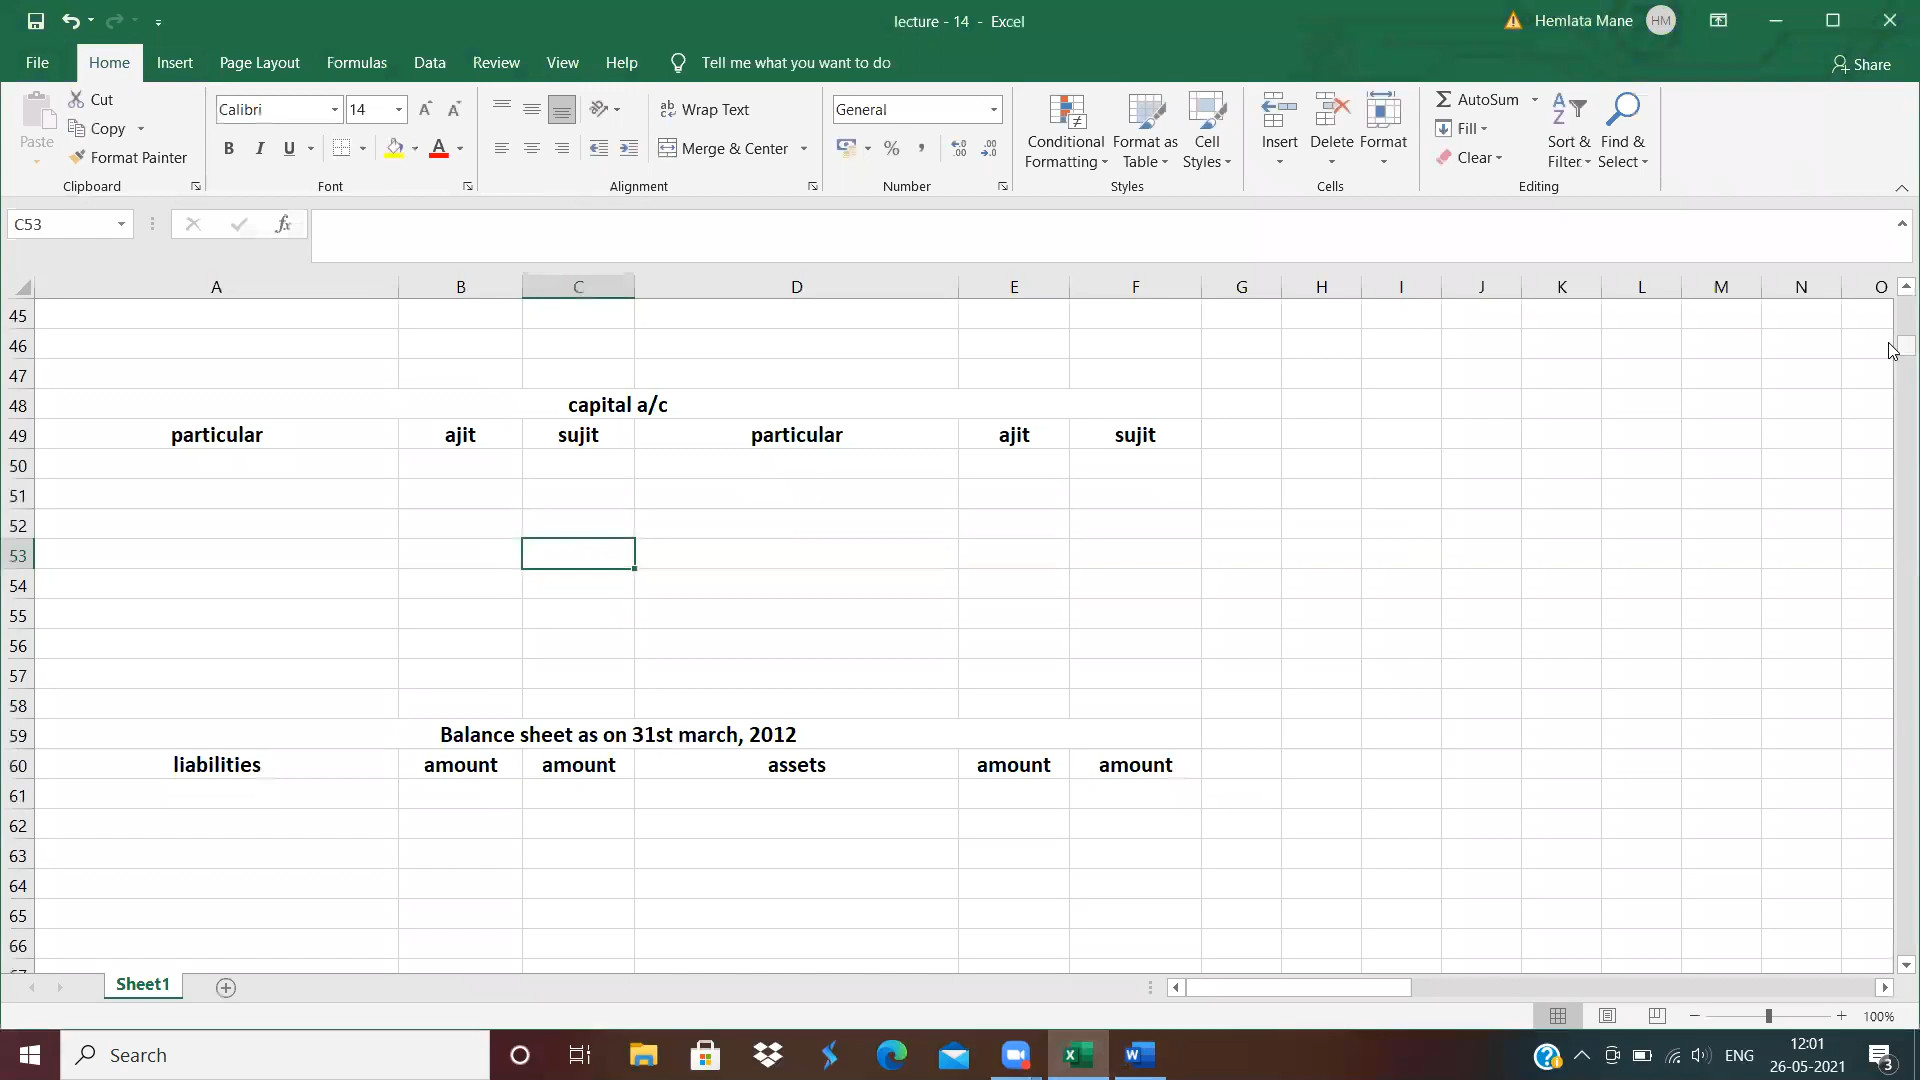 lecture - 14 - Excel
Hemlata Mane
HM
File Home Insert Page Layout Formulas Data Review View Help Tell me what you want to do
Share
Paste
Cut
Copy
Format Painter
Clipboard
Calibri 14
B I U
Font
Wrap Text
Merge & Center
Alignment
General
Number
Conditional Formatting
Format as Table
Cell Styles
Styles
Insert Delete Format
Cells
AutoSum
Fill
Clear
Sort & Filter
Find & Select
Editing
C53
fx
A B C D E F G H I J K L M N O
45
46
47
48 capital a/c
49 particular ajit sujit particular ajit sujit
50
51
52
53
54
55
56
57
58
59 Balance sheet as on 31st march, 2012
60 liabilities amount amount assets amount amount
61
62
63
64
65
66
Sheet1
100%
Search
ENG
12:01
26-05-2021
3